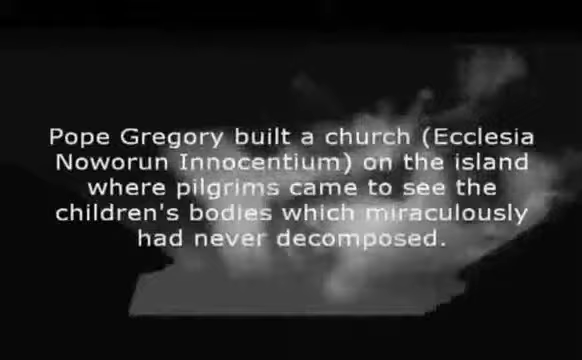 Pope Gregory built a church (Ecclesia
Noworun Innocentium) on the island
where pilgrims came to see the
children's bodies which miraculously
had never decomposed.